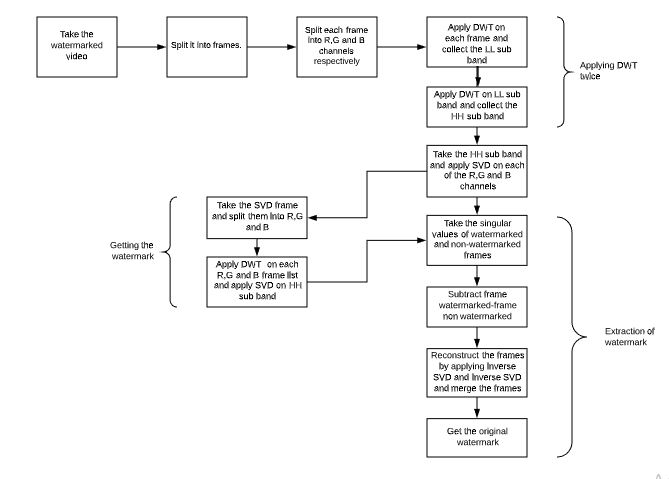 Take the
watermarked
video
Split it into frames.
Split each frame
into R,G and B
channels
respectively
Apply DWT on
each frame and
collect the LL sub
band
Applying DWT
twice
Apply DWT on LL sub
band and collect the
HH sub band
Take the HH sub band
and apply SVD on each
of the R,G and B
channels
Take the SVD frame
and split them into R,G
and B
Getting the
watermark
Apply DWT on each
R,G and B frame list
and apply SVD on HH
sub band
Take the singular
values of watermarked
and non-watermarked
frames
Subtract frame
watermarked-frame
non watermarked
Extraction of
watermark
Reconstruct the frames
by applying Inverse
SVD and Inverse SVD
and merge the frames
Get the original
watermark